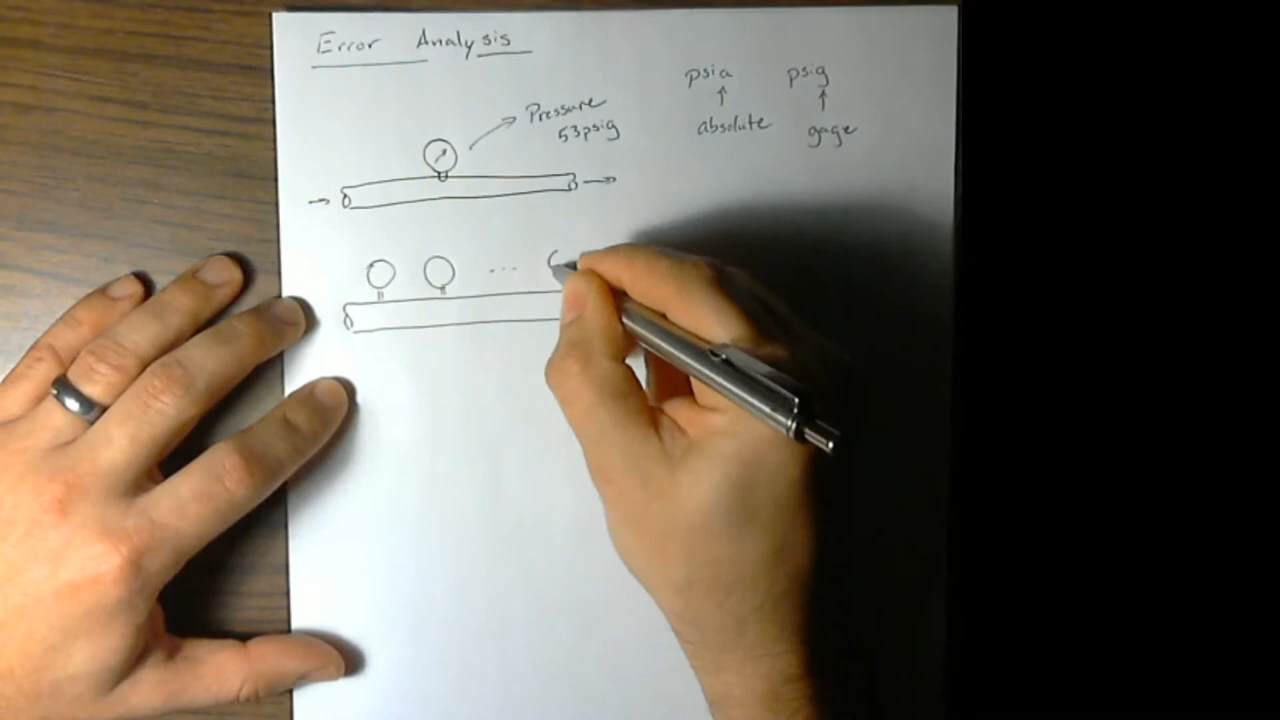 Error Analysis
psia psig
absolute gage
Pressure
53psig
...